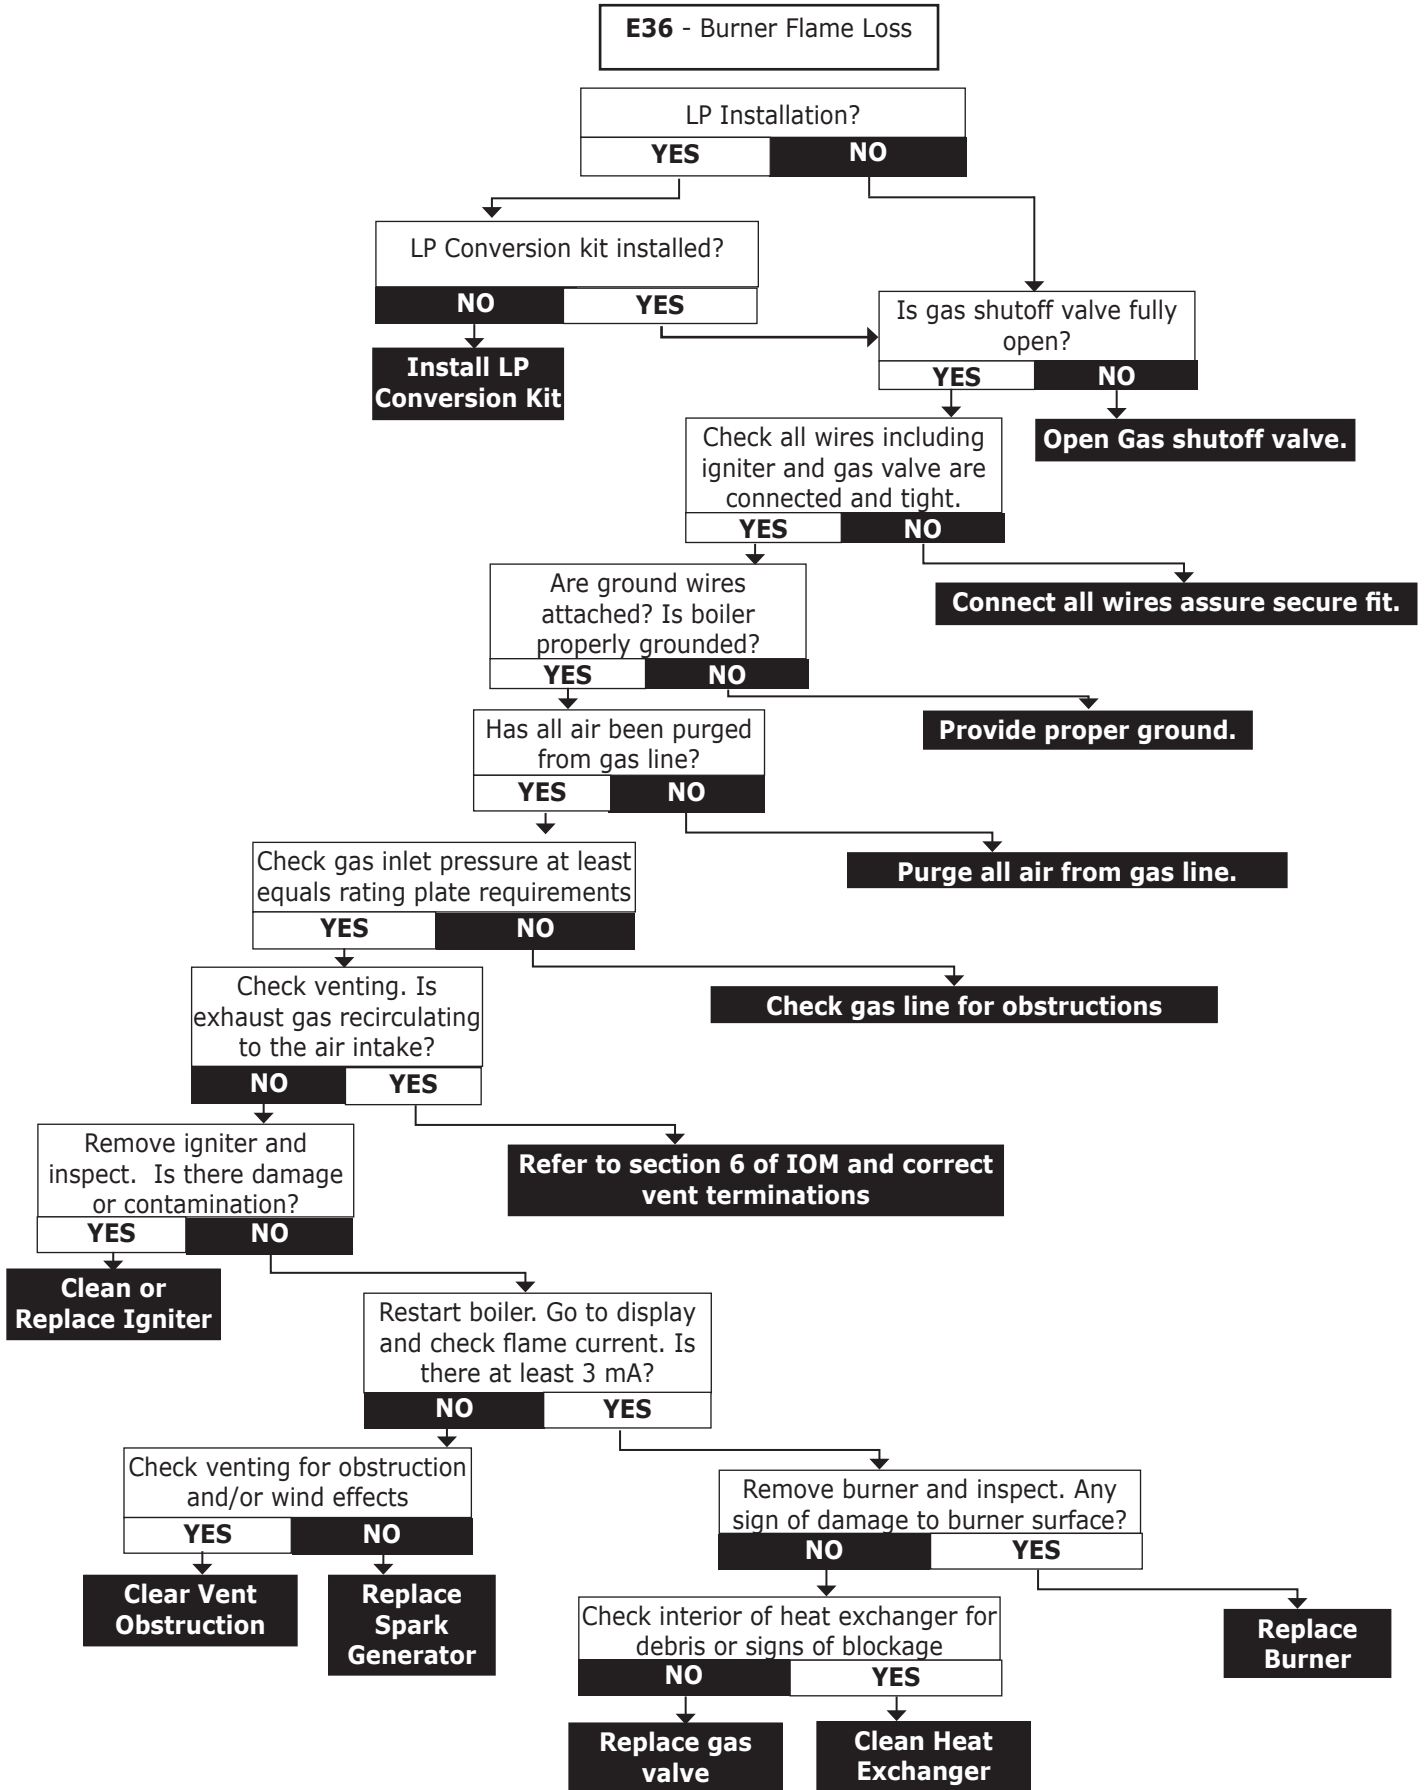 E36 - Burner Flame Loss
LP Installation?
YES NO
LP Conversion kit installed?
NO YES
Install LP
Conversion Kit
Is gas shutoff valve fully
open?
YES NO
Open Gas shutoff valve.
Check all wires including
igniter and gas valve are
connected and tight.
YES NO
Connect all wires assure secure fit.
Are ground wires
attached? Is boiler
properly grounded?
YES NO
Provide proper ground.
Has all air been purged
from gas line?
YES NO
Purge all air from gas line.
Check gas inlet pressure at least
equals rating plate requirements
YES NO
Check gas line for obstructions
Check venting. Is
exhaust gas recirculating
to the air intake?
NO YES
Refer to section 6 of IOM and correct
vent terminations
Remove igniter and
inspect. Is there damage
or contamination?
YES NO
Clean or
Replace Igniter
Restart boiler. Go to display
and check flame current. Is
there at least 3 mA?
NO YES
Check venting for obstruction
and/or wind effects
YES NO
Clear Vent
Obstruction
Replace
Spark
Generator
Remove burner and inspect. Any
sign of damage to burner surface?
NO YES
Replace
Burner
Check interior of heat exchanger for
debris or signs of blockage
NO YES
Replace gas
valve
Clean Heat
Exchanger